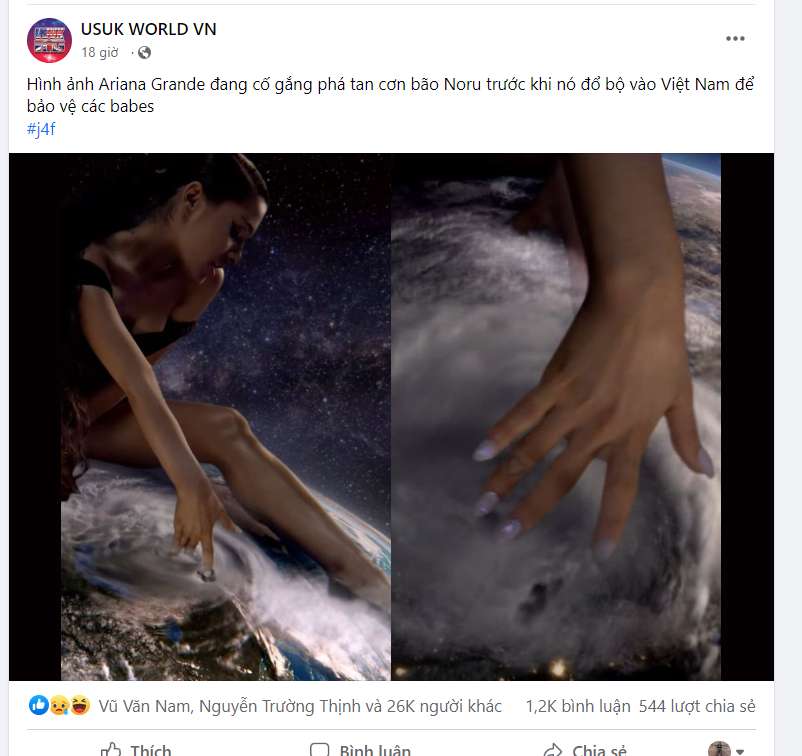 USUK WORLD VN
18 giờ ·
Hình ảnh Ariana Grande đang cố gắng phá tan cơn bão Noru trước khi nó đổ bộ vào Việt Nam để
bảo vệ các babes
#j4f
Vũ Văn Nam, Nguyễn Trường Thịnh và 26K người khác 1,2K bình luận 544 lượt chia sẻ
Thích Bình luận Chia sẻ